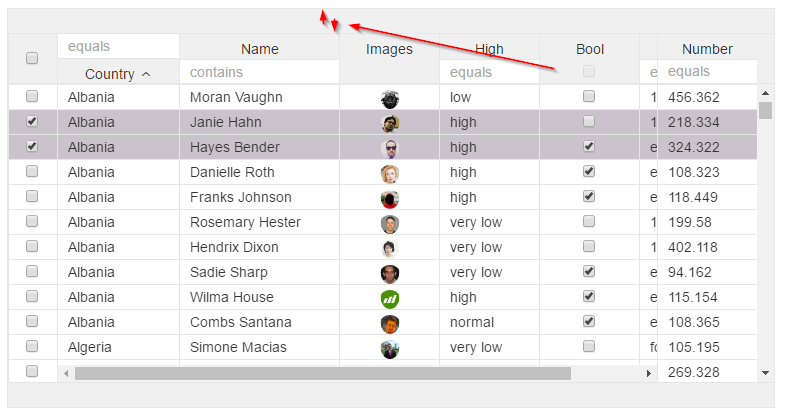 equals Name Images High Bool Number
Country contains equals e equals
Albania Moran Vaughn low 1 456.362
Albania Janie Hahn high 1 218.334
Albania Hayes Bender high e 324.322
Albania Danielle Roth high e 108.323
Albania Franks Johnson high e 118.449
Albania Rosemary Hester very low 1 199.58
Albania Hendrix Dixon very low 1 402.118
Albania Sadie Sharp very low e 94.162
Albania Wilma House high e 115.154
Albania Combs Santana normal e 108.365
Algeria Simone Macias very low fo 105.195
269.328